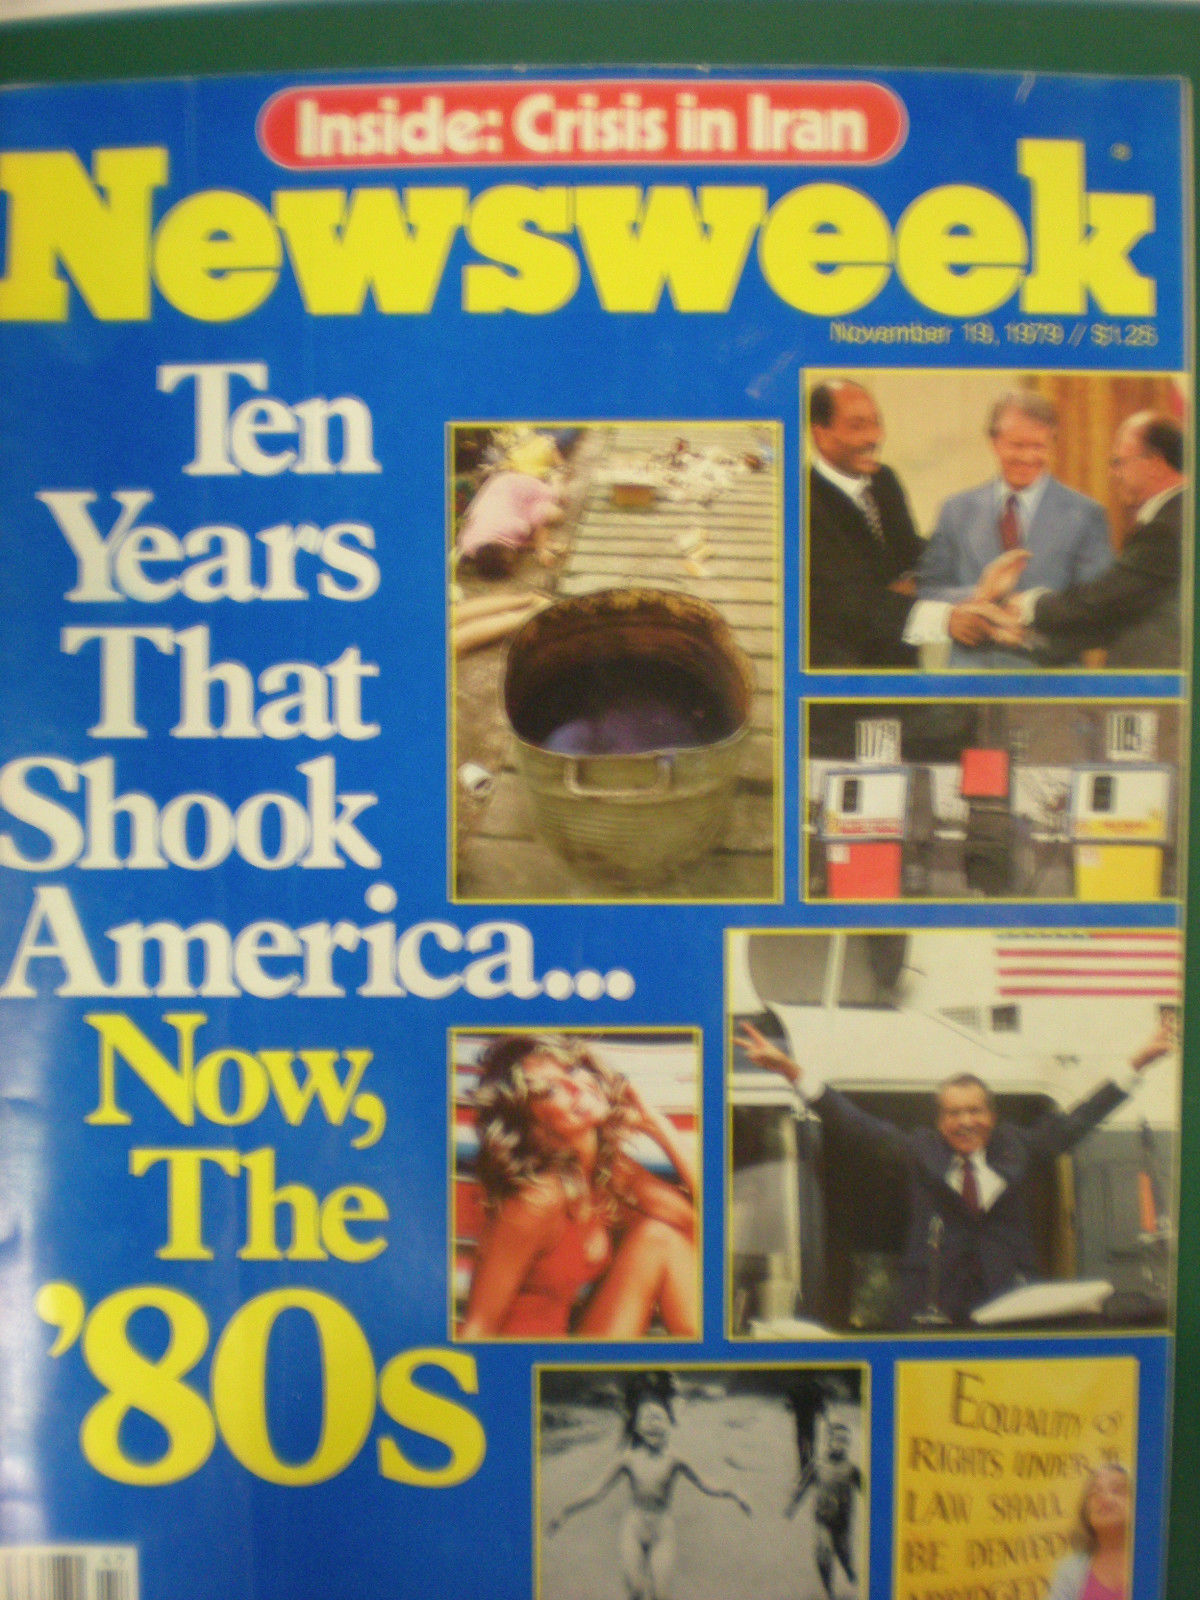 Inside: Crisis in Iran
Newsweek
®
November 19, 1979 // $1.25
Ten
Years
That
Shook
America...
Now,
The
'80s
EQUALITY OF
RIGHTS UNDER
LAW SHALL
BE DENIED
ABRIDGED